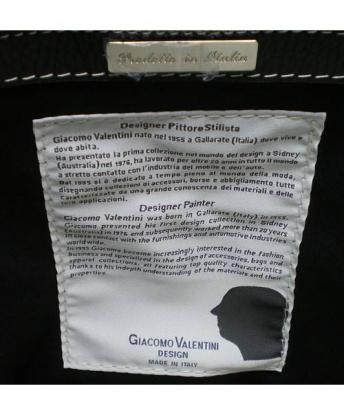 Prodotto in Italia
Designer Pittore Stilista
Giacomo Valentini nato nel 1955 a Gallarate (Italia) dove vive e
dove abita.
Ha presentato la prima collezione nel mondo del design a Sidney
(Australia) nel 1976, ha lavorato per oltre 20 anni in tutto il mondo
a stretto contatto con l'industria dei mobile e dell'auto.
Dal 1995 si è dedicato a tempo pieno al mondo della moda,
disegnando collezioni di accessori, borse e abbigliamento tutte
Caratterizzate da una grande conoscenza dei materiali e delle
loro applicazioni.
Designer Painter
Giacomo Valentini was born in Gallarate (Italy) in 1955.
Giacomo presented his first design collection in Sidney
(Australia) in 1976 and subsequently worked more than 20 years
in close contact with the furnishings and automotive industries
world wide.
In 1995 Giacomo became increasingly interested in the fashion
business and specialized in the design of accessories, bags and
apparel collections, all featuring top quality characteristics
thanks to his indepth understanding of the materials and their
properties.
GIACOMO VALENTINI
DESIGN
MADE IN ITALY